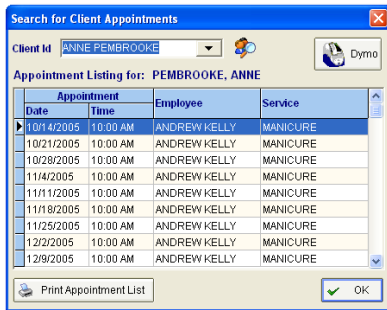 Search for Client Appointments
Client Id ANNE PEMBROOKE
Dymo
Appointment Listing for: PEMBROOKE, ANNE
Appointment
Date Time Employee Service
10/14/2005 10:00 AM ANDREW KELLY MANICURE
10/21/2005 10:00 AM ANDREW KELLY MANICURE
10/28/2005 10:00 AM ANDREW KELLY MANICURE
11/4/2005 10:00 AM ANDREW KELLY MANICURE
11/11/2005 10:00 AM ANDREW KELLY MANICURE
11/18/2005 10:00 AM ANDREW KELLY MANICURE
11/25/2005 10:00 AM ANDREW KELLY MANICURE
12/2/2005 10:00 AM ANDREW KELLY MANICURE
12/9/2005 10:00 AM ANDREW KELLY MANICURE
Print Appointment List OK